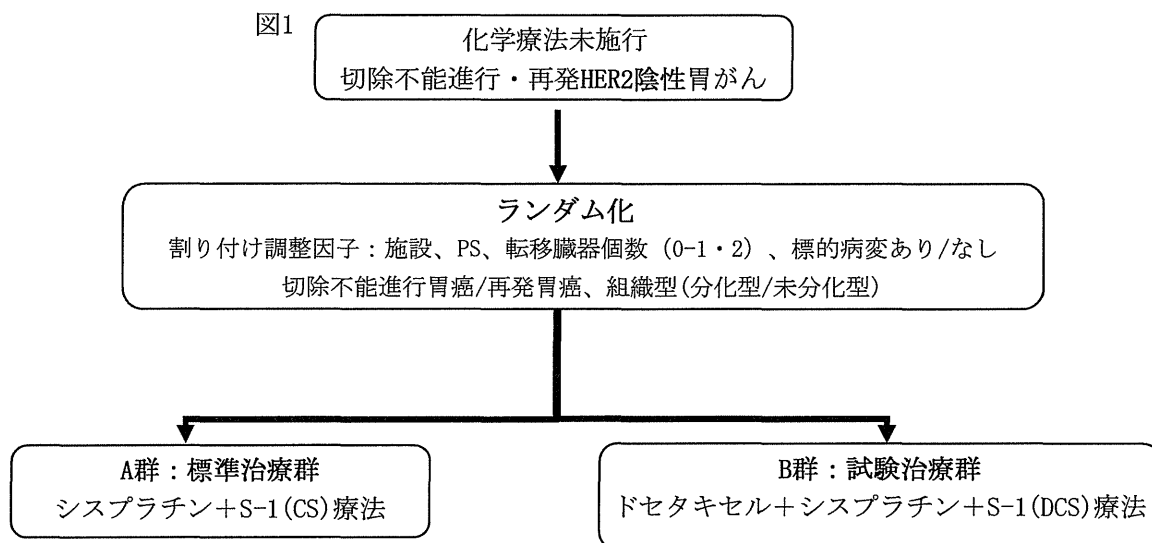 図1
化学療法未施行
切除不能進行・再発HER2陰性胃がん
ランダム化
割り付け調整因子：施設、PS、転移臓器個数（0-1・2）、標的病変あり/なし
切除不能進行胃癌/再発胃癌、組織型(分化型/未分化型)
A群：標準治療群
シスプラチン＋S-1(CS)療法
B群：試験治療群
ドセタキセル＋シスプラチン＋S-1(DCS)療法